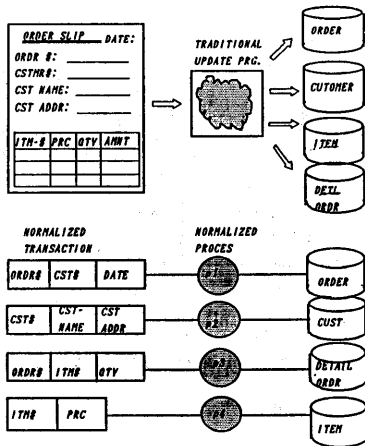 ORDER SLIP DATE:
ORDR #:
CSTMR#:
CST NAME:
CST ADDR:
ITM-# PRC QTY AMNT
TRADITIONAL
UPDATE PRG.
ORDER
CUTOMER
ITEM
DETL
ORDR
NORMALIZED
TRANSACTION
NORMALIZED
PROCES
ORDR# CST# DATE
ORDER
CST# CST-NAME CST ADDR
CUST
ORDR# ITM# QTY
DETAIL
ORDR
ITM# PRC
ITEM